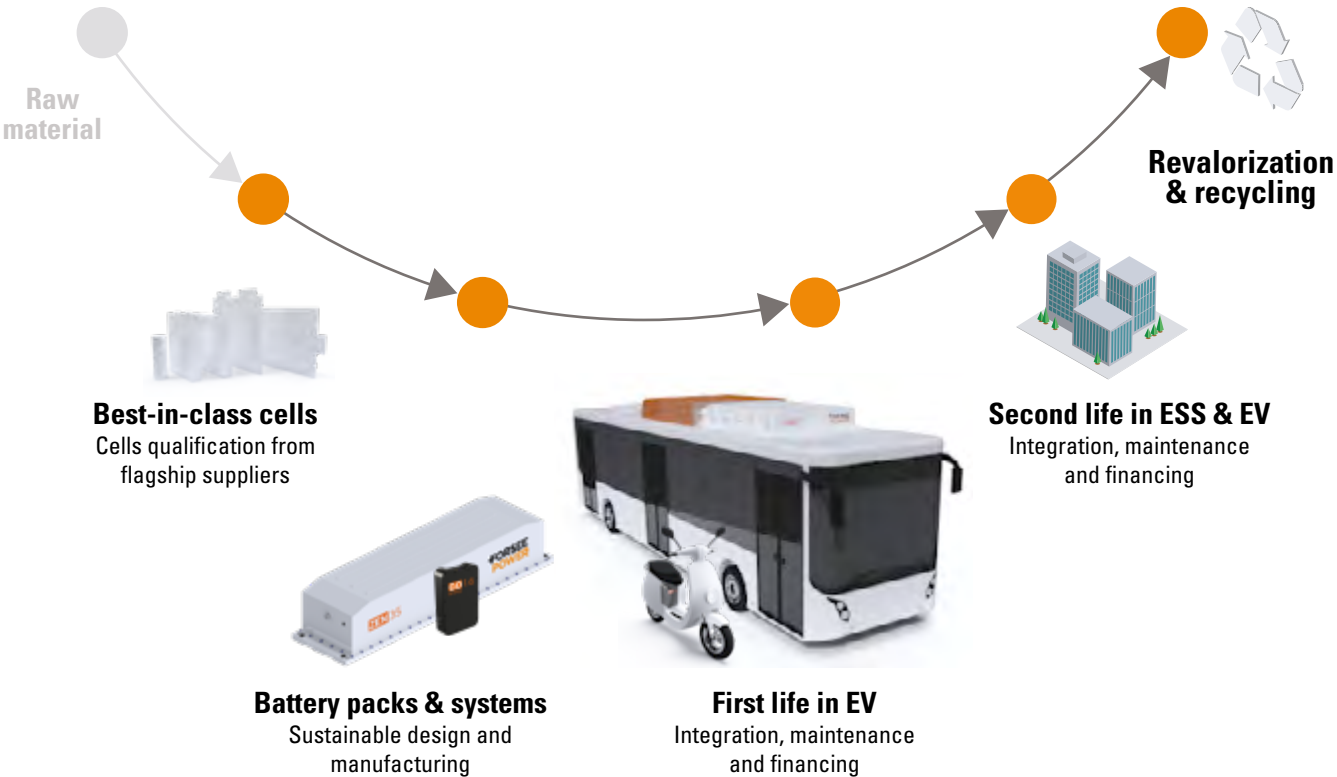 Raw
material
Revalorization
& recycling
Best-in-class cells
Cells qualification from
flagship suppliers
Second life in ESS & EV
Integration, maintenance
and financing
FORSEE
POWER
Battery packs & systems
Sustainable design and
manufacturing
First life in EV
Integration, maintenance
and financing